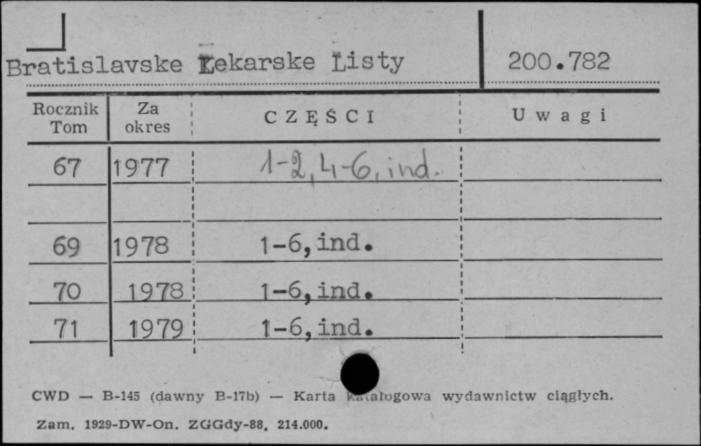 Bratislavske Lekarske Listy 200.782
Rocznik Tom Za okres CZĘŚCI Uwagi
67 1977 1-2, 4-6, ind.
69 1978 1-6, ind.
70 1978 1-6, ind.
71 1979 1-6, ind.
CWD — B-145 (dawny B-17b) — Karta katalogowa wydawnictw ciągłych.
Zam. 1929-DW-On. ZGGdy-88, 214.000.